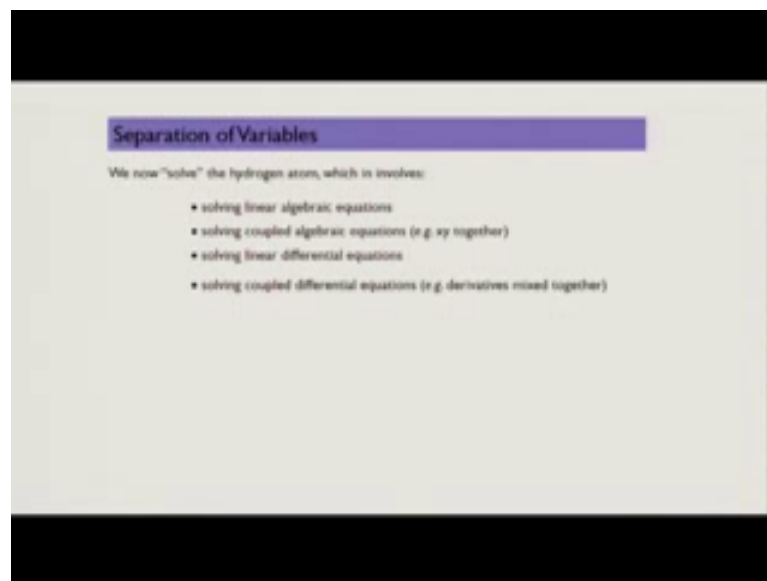 Separation of Variables
We now "solve" the hydrogen atom, which in involves:
• solving linear algebraic equations
• solving coupled algebraic equations (e.g. xy together)
• solving linear differential equations
• solving coupled differential equations (e.g. derivatives mixed together)